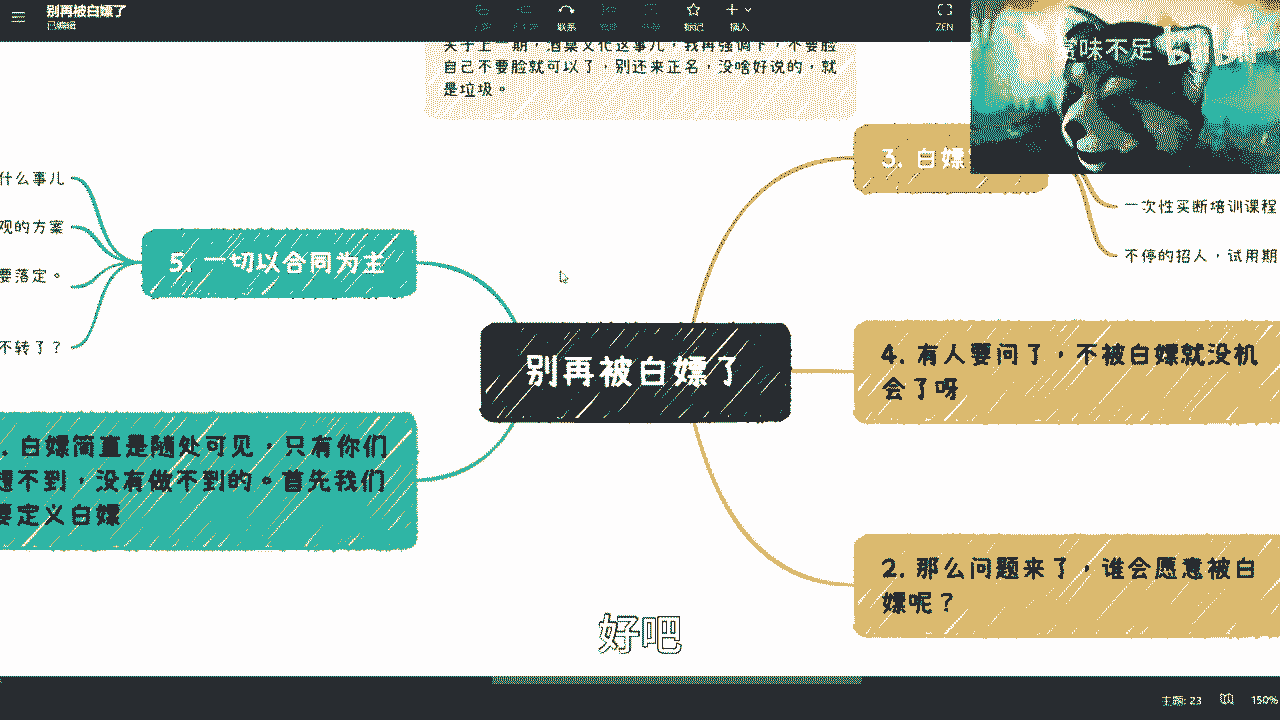 别再被白嫖了
已编辑
联系
标记
插入
ZEN
赏味不足
关于上一期，酒桌文化这事儿，我再强调下，不要脸
自己不要脸就可以了，别还来正名，没啥好说的，就
是垃圾。
什么事儿
观的方案
要落定。
不转了？
5. 一切以合同为主
别再被白嫖了
3. 白嫖
一次性买断培训课程
不停的招人，试用期
4. 有人要问了，不被白嫖就没机
会了呀
. 白嫖简直是随处可见，只有你们
想不到，没有做不到的。首先我们
要定义白嫖
2. 那么问题来了，谁会愿意被白
嫖呢？
好吧
主题: 23
150%